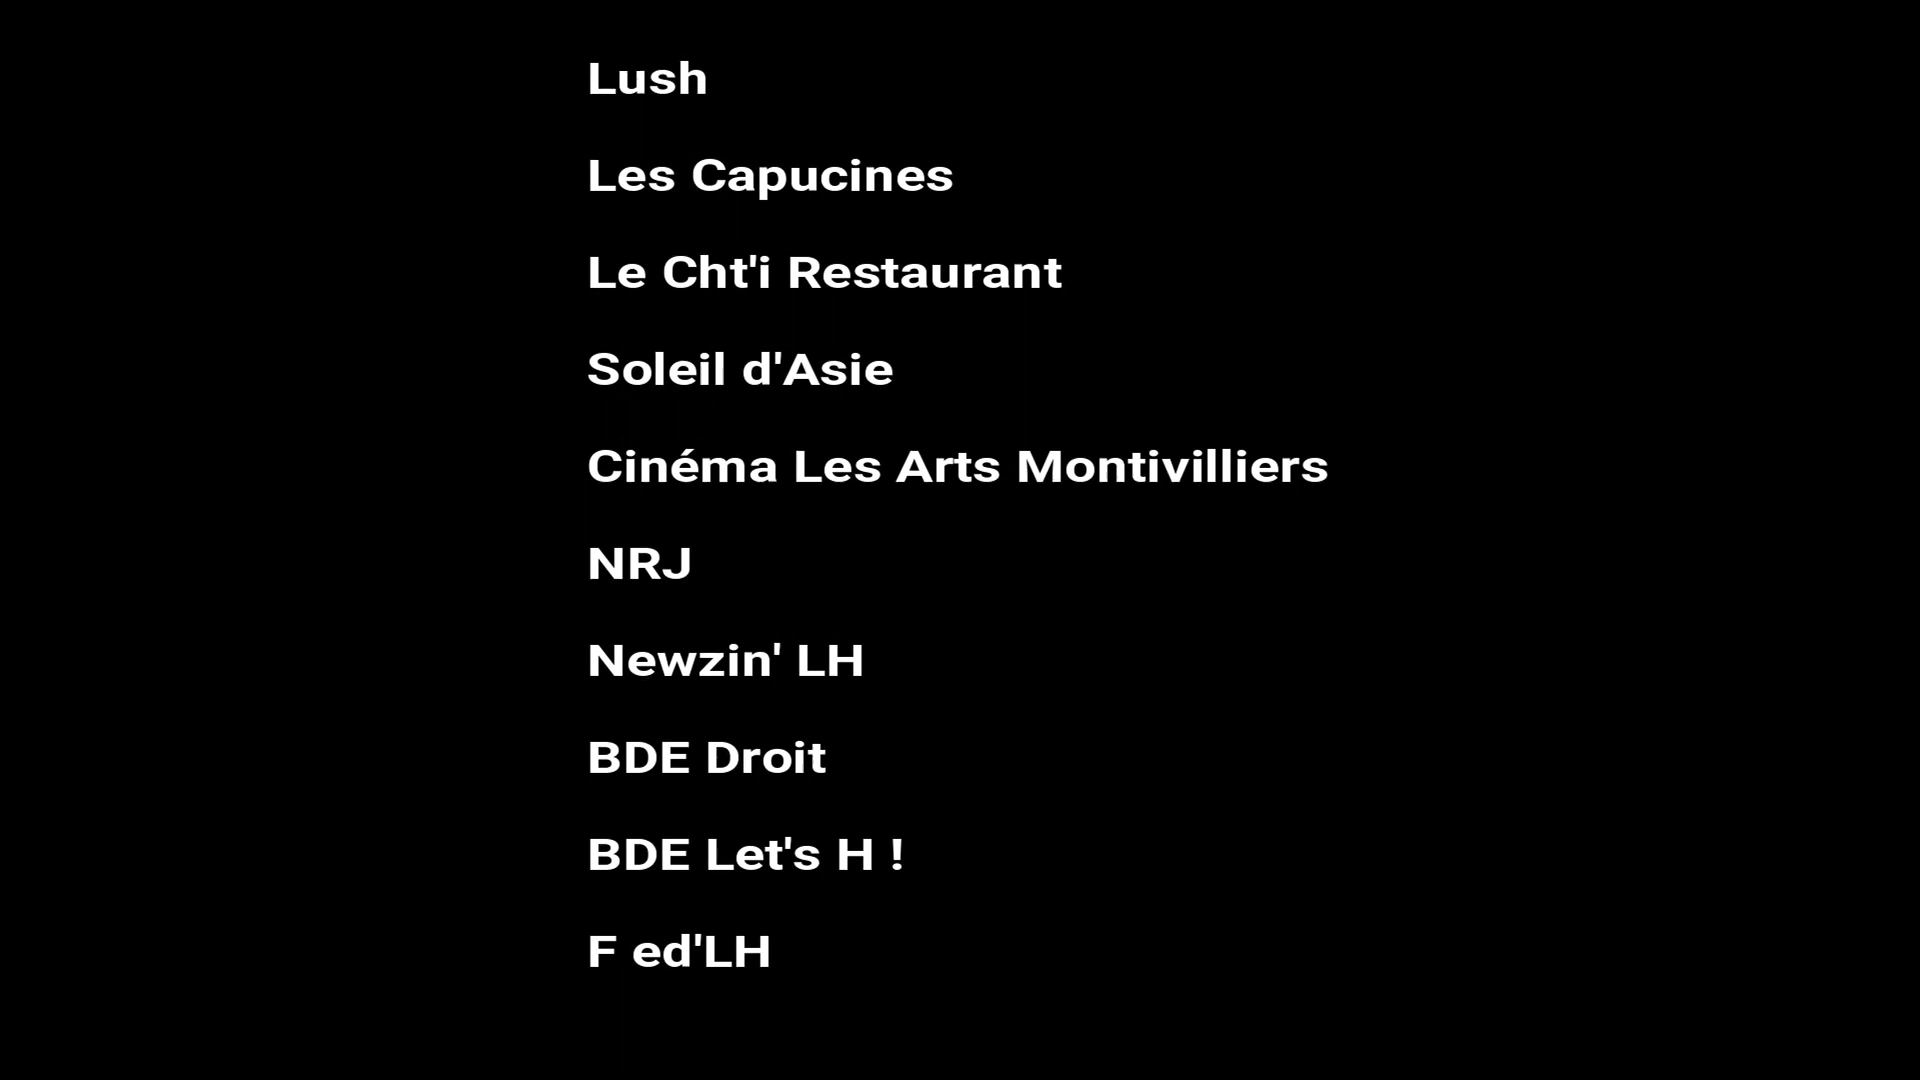 Lush
Les Capucines
Le Cht'i Restaurant
Soleil d'Asie
Cinéma Les Arts Montivilliers
NRJ
Newzin' LH
BDE Droit
BDE Let's H !
F ed'LH